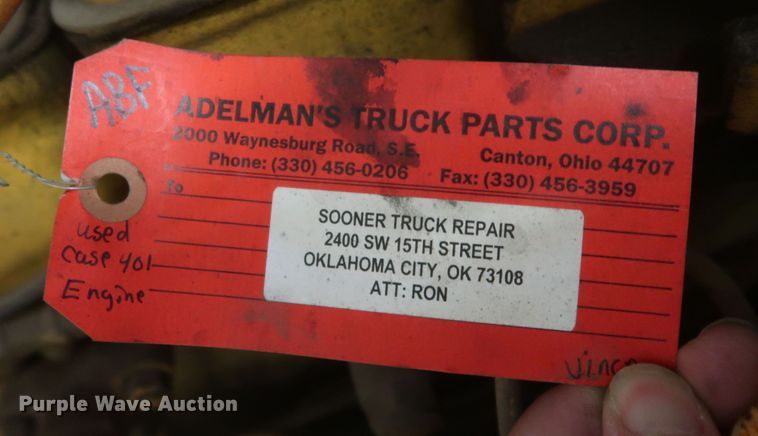 ABF
ADELMAN'S TRUCK PARTS CORP.
2000 Waynesburg Road, S.E.
Canton, Ohio 44707
Phone: (330) 456-0206
Fax: (330) 456-3959
To
SOONER TRUCK REPAIR
2400 SW 15TH STREET
OKLAHOMA CITY, OK 73108
ATT: RON
used
Case 401
Engine
Purple Wave Auction